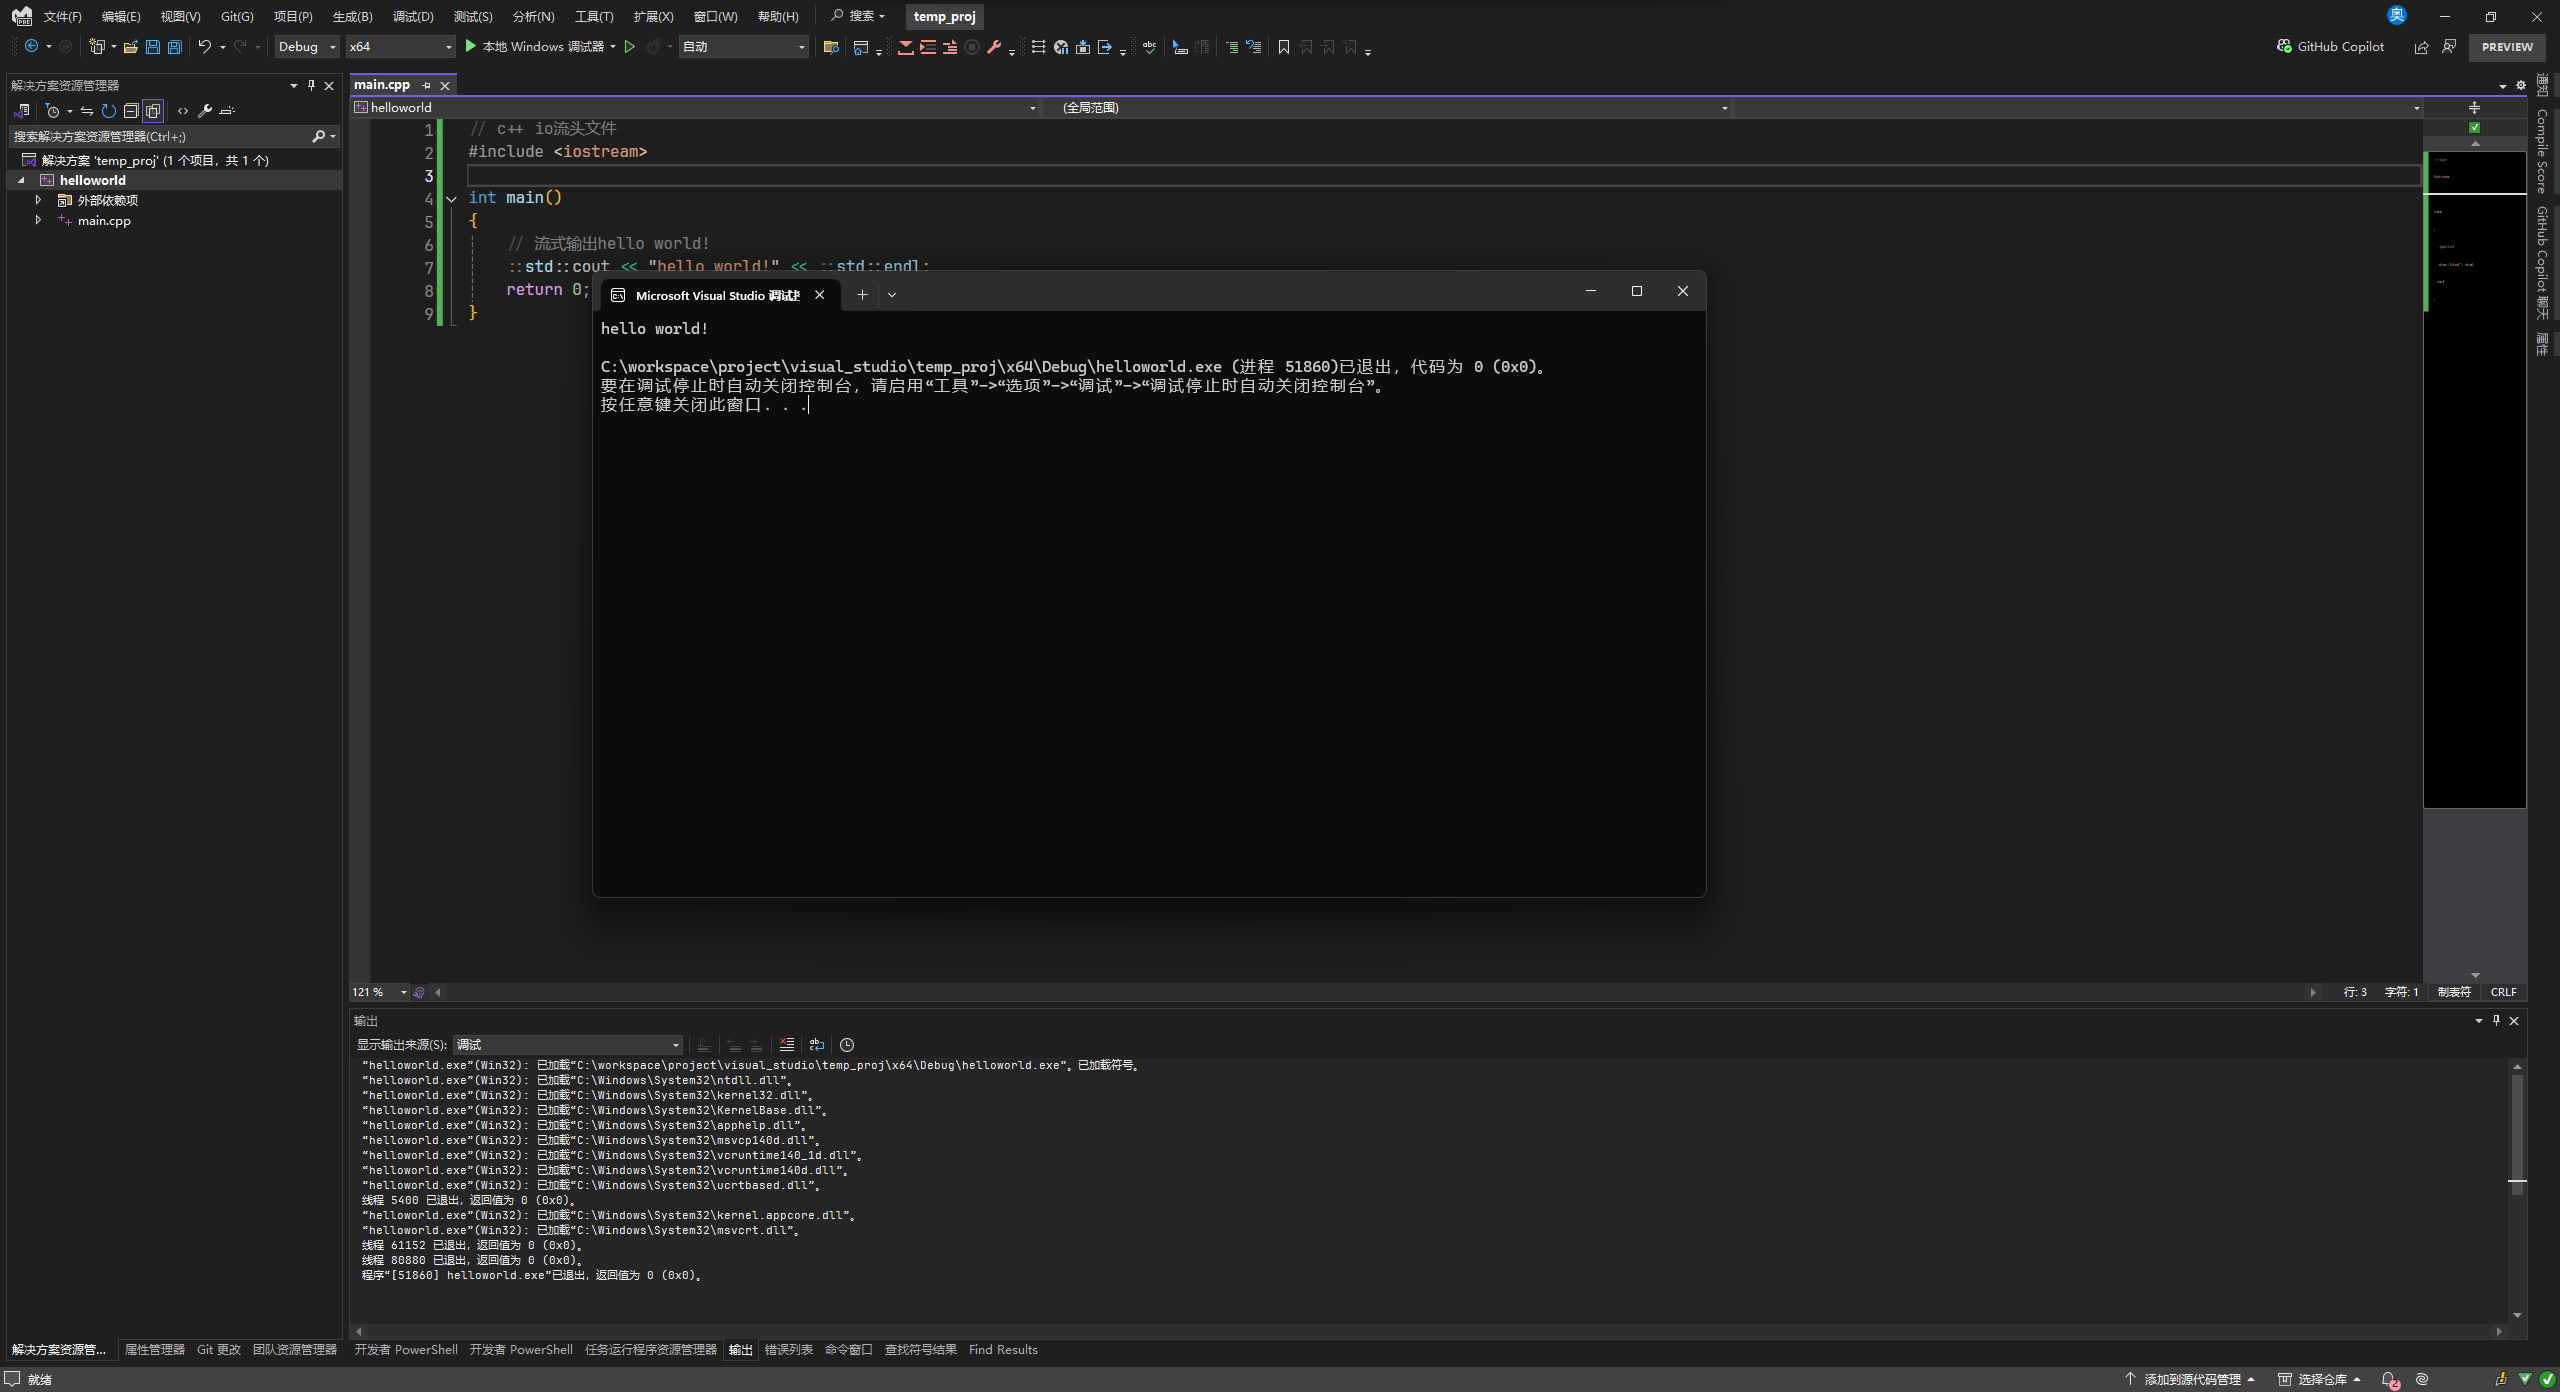 文件(F) 编辑(E) 视图(V) Git(G) 项目(P) 生成(B) 调试(D) 测试(S) 分析(N) 工具(T) 扩展(X) 窗口(W) 帮助(H) 搜索 temp_proj 奥
Debug x64 本地 Windows 调试器 自动 GitHub Copilot PREVIEW
解决方案资源管理器
搜索解决方案资源管理器(Ctrl+;)
解决方案 'temp_proj' (1 个项目，共 1 个)
helloworld
外部依赖项
main.cpp
main.cpp
helloworld (全局范围)
1 // c++ io流头文件
2 #include <iostream>
3
4 int main()
5 {
6 // 流式输出hello world!
7 ::std::cout << "hello world!" << ::std::endl;
8 return 0;
9 }
Microsoft Visual Studio 调试
hello world!
C:\workspace\project\visual_studio\temp_proj\x64\Debug\helloworld.exe (进程 51860)已退出，代码为 0 (0x0)。
要在调试停止时自动关闭控制台，请启用“工具”->“选项”->“调试”->“调试停止时自动关闭控制台”。
按任意键关闭此窗口. . .
通知
Compile Score
GitHub Copilot 聊天
属性
121 % 行: 3 字符: 1 制表符 CRLF
输出
显示输出来源(S): 调试
“helloworld.exe”(Win32): 已加载“C:\workspace\project\visual_studio\temp_proj\x64\Debug\helloworld.exe”。已加载符号。
“helloworld.exe”(Win32): 已加载“C:\Windows\System32\ntdll.dll”。
“helloworld.exe”(Win32): 已加载“C:\Windows\System32\kernel32.dll”。
“helloworld.exe”(Win32): 已加载“C:\Windows\System32\KernelBase.dll”。
“helloworld.exe”(Win32): 已加载“C:\Windows\System32\apphelp.dll”。
“helloworld.exe”(Win32): 已加载“C:\Windows\System32\msvcp140d.dll”。
“helloworld.exe”(Win32): 已加载“C:\Windows\System32\vcruntime140_1d.dll”。
“helloworld.exe”(Win32): 已加载“C:\Windows\System32\vcruntime140d.dll”。
“helloworld.exe”(Win32): 已加载“C:\Windows\System32\ucrtbased.dll”。
线程 5400 已退出，返回值为 0 (0x0)。
“helloworld.exe”(Win32): 已加载“C:\Windows\System32\kernel.appcore.dll”。
“helloworld.exe”(Win32): 已加载“C:\Windows\System32\msvcrt.dll”。
线程 61152 已退出，返回值为 0 (0x0)。
线程 80880 已退出，返回值为 0 (0x0)。
程序“[51860] helloworld.exe”已退出，返回值为 0 (0x0)。
解决方案资源管... 属性管理器 Git 更改 团队资源管理器 开发者 PowerShell 开发者 PowerShell 任务运行程序资源管理器 输出 错误列表 命令窗口 查找符号结果 Find Results
就绪 添加到源代码管理 选择仓库 2